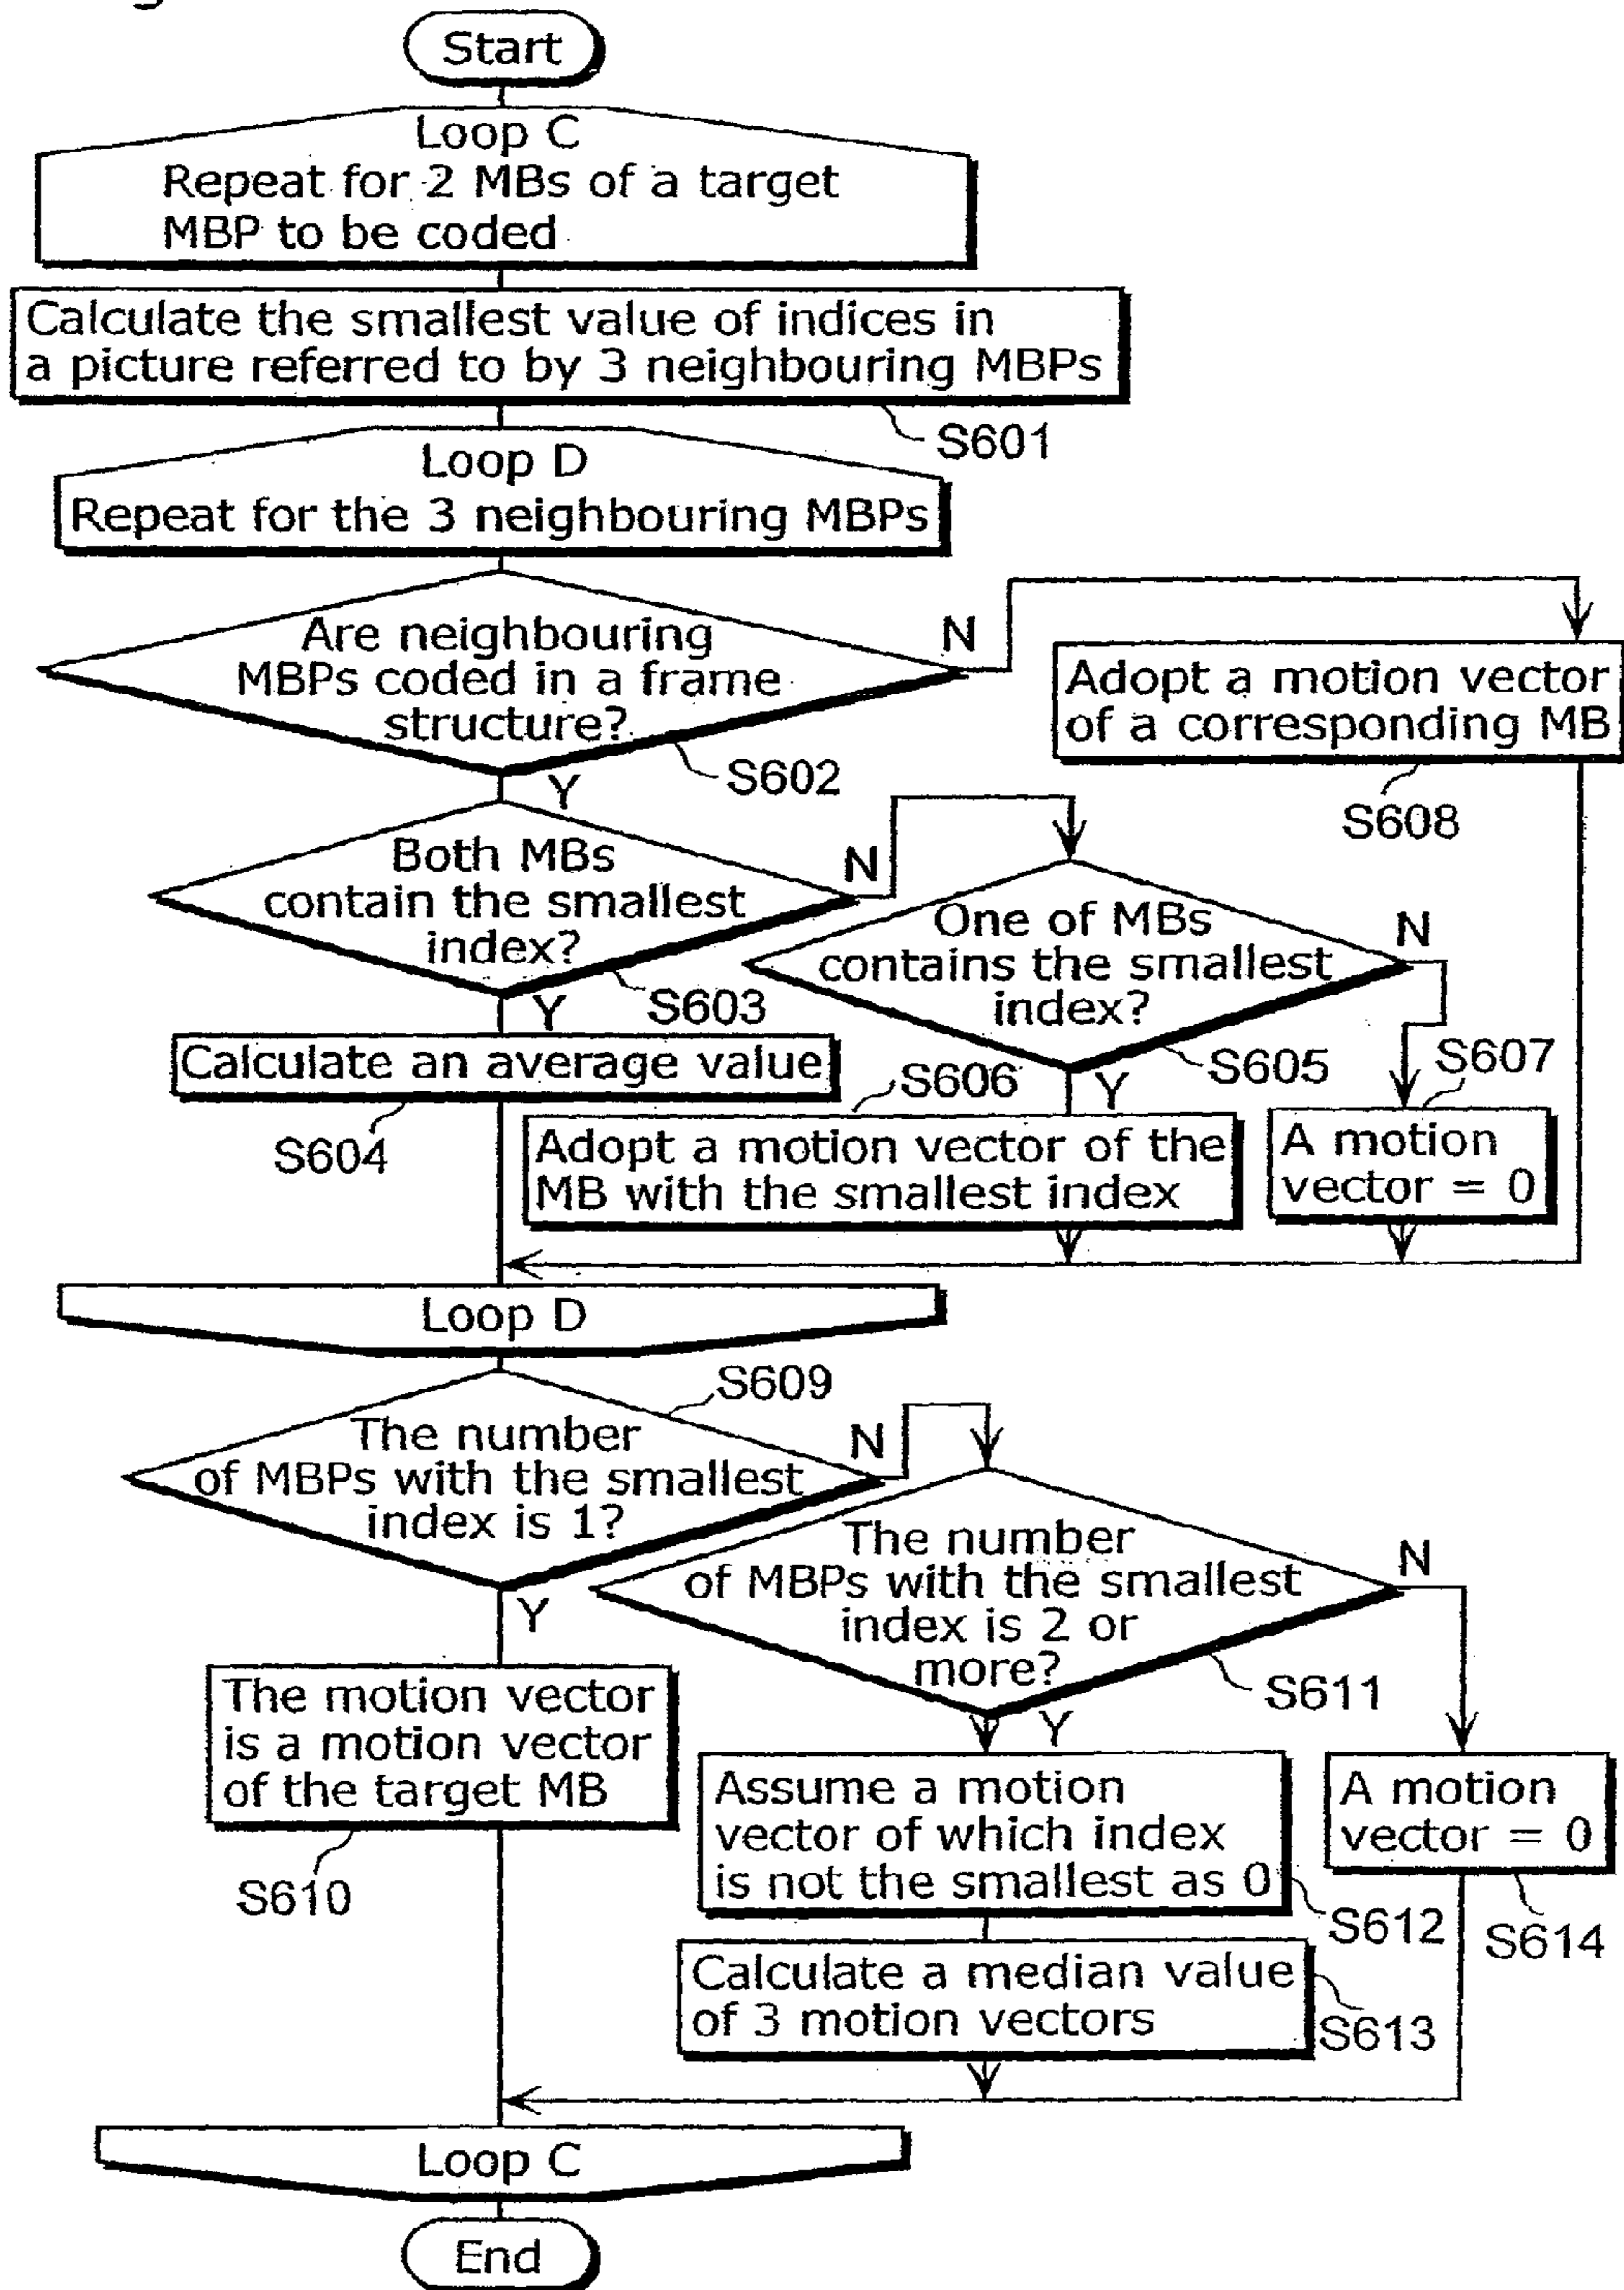 Start
Loop C
Repeat for 2 MBs of a target
MBP to be coded
Calculate the smallest value of indices in
a picture referred to by 3 neighbouring MBPs
S601
Loop D
Repeat for the 3 neighbouring MBPs
Are neighbouring
MBPs coded in a frame
structure?
N
S602
Y
Adopt a motion vector
of a corresponding MB
S608
Both MBs
contain the smallest
index?
N
S603
Y
One of MBs
contains the smallest
index?
N
S605
Y
Calculate an average value
S604
S606
Adopt a motion vector of the
MB with the smallest index
S607
A motion
vector = 0
Loop D
S609
The number
of MBPs with the smallest
index is 1?
N
Y
The number
of MBPs with the smallest
index is 2 or
more?
N
S611
Y
The motion vector
is a motion vector
of the target MB
S610
Assume a motion
vector of which index
is not the smallest as 0
S612
A motion
vector = 0
S614
Calculate a median value
of 3 motion vectors
S613
Loop C
End